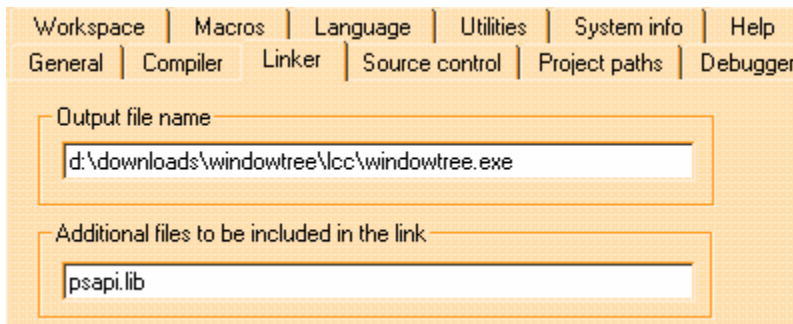 Workspace Macros Language Utilities System info Help
General Compiler Linker Source control Project paths Debugger
Output file name
d:\downloads\windowtree\lcc\windowtree.exe
Additional files to be included in the link
psapi.lib